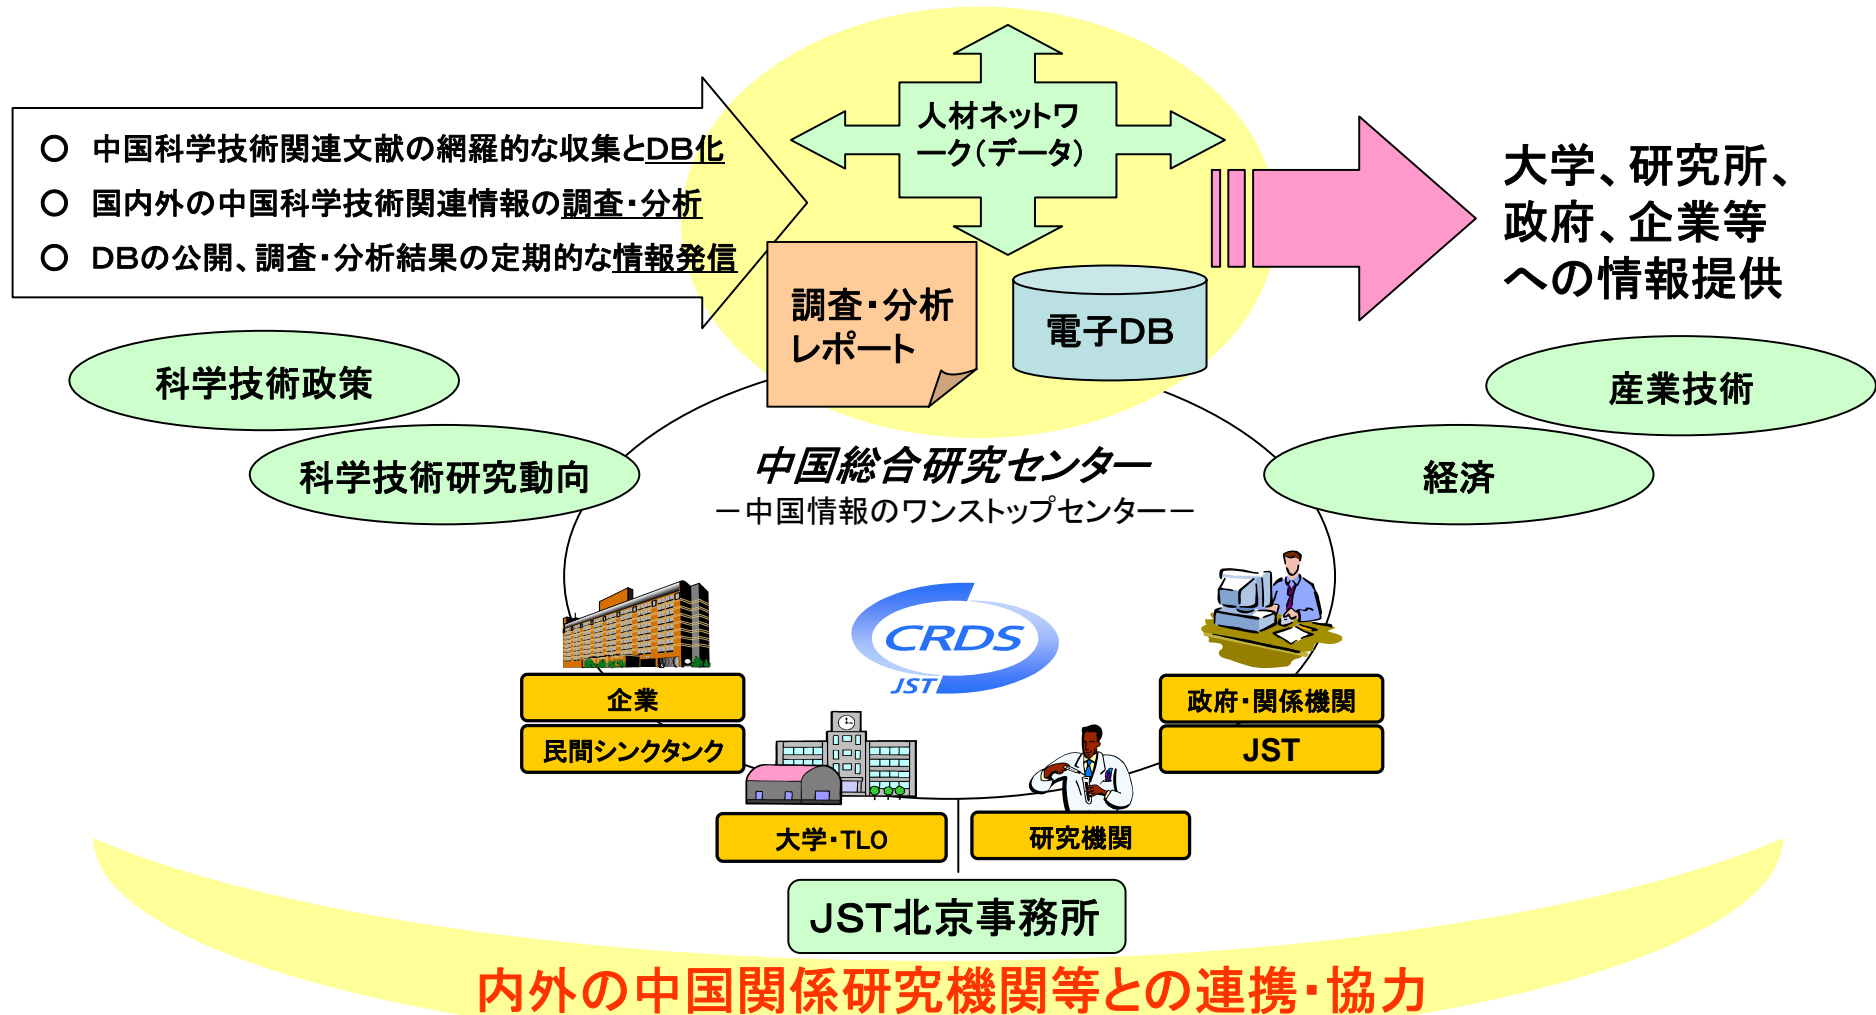 人材ネットワ
ーク（データ）
○ 中国科学技術関連文献の網羅的な収集とＤＢ化
○ 国内外の中国科学技術関連情報の調査・分析
○ ＤＢの公開、調査・分析結果の定期的な情報発信
大学、研究所、
政府、企業等
への情報提供
調査・分析
レポート
電子ＤＢ
科学技術政策
産業技術
科学技術研究動向
経済
中国総合研究センター
－中国情報のワンストップセンター－
CRDS
JST
企業
民間シンクタンク
政府・関係機関
JST
大学・TLO
研究機関
ＪＳＴ北京事務所
内外の中国関係研究機関等との連携・協力